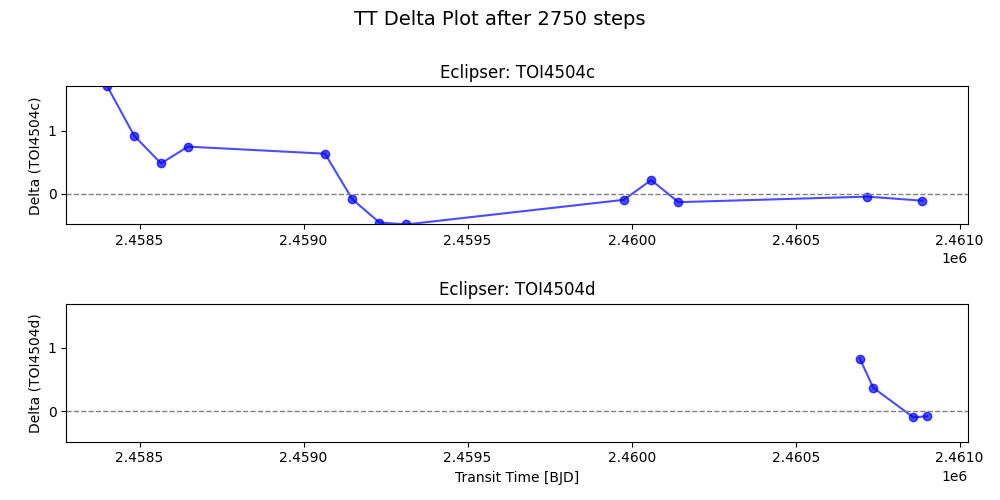 TT Delta Plot after 2750 steps
Eclipser: TOI4504c
Delta (TOI4504c)
1
0
2.4585 2.4590 2.4595 2.4600 2.4605 2.4610
1e6
Eclipser: TOI4504d
Delta (TOI4504d)
1
0
2.4585 2.4590 2.4595 2.4600 2.4605 2.4610
1e6
Transit Time [BJD]